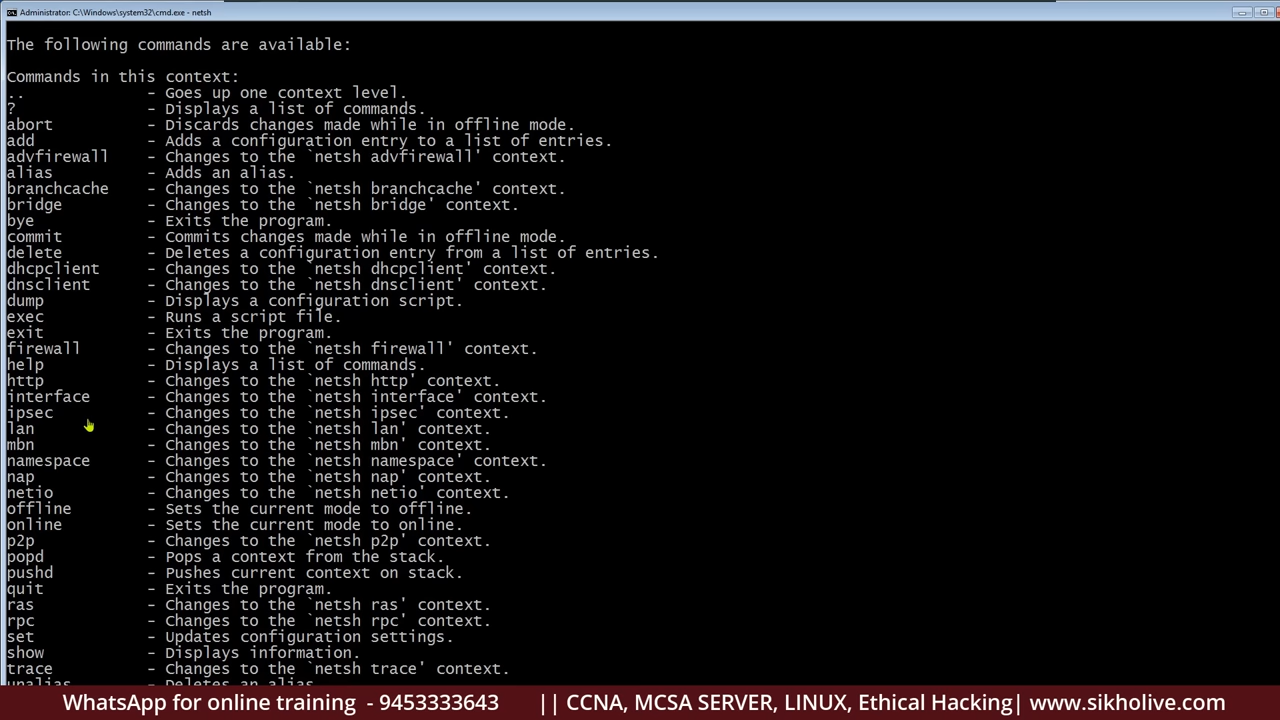 Administrator: C:\Windows\system32\cmd.exe - netsh
The following commands are available:
Commands in this context:
..             - Goes up one context level.
?              - Displays a list of commands.
abort          - Discards changes made while in offline mode.
add            - Adds a configuration entry to a list of entries.
advfirewall    - Changes to the `netsh advfirewall' context.
alias          - Adds an alias.
branchcache    - Changes to the `netsh branchcache' context.
bridge         - Changes to the `netsh bridge' context.
bye            - Exits the program.
commit         - Commits changes made while in offline mode.
delete         - Deletes a configuration entry from a list of entries.
dhcpclient     - Changes to the `netsh dhcpclient' context.
dnsclient      - Changes to the `netsh dnsclient' context.
dump           - Displays a configuration script.
exec           - Runs a script file.
exit           - Exits the program.
firewall       - Changes to the `netsh firewall' context.
help           - Displays a list of commands.
http           - Changes to the `netsh http' context.
interface      - Changes to the `netsh interface' context.
ipsec          - Changes to the `netsh ipsec' context.
lan            - Changes to the `netsh lan' context.
mbn            - Changes to the `netsh mbn' context.
namespace      - Changes to the `netsh namespace' context.
nap            - Changes to the `netsh nap' context.
netio          - Changes to the `netsh netio' context.
offline        - Sets the current mode to offline.
online         - Sets the current mode to online.
p2p            - Changes to the `netsh p2p' context.
popd           - Pops a context from the stack.
pushd          - Pushes current context on stack.
quit           - Exits the program.
ras            - Changes to the `netsh ras' context.
rpc            - Changes to the `netsh rpc' context.
set            - Updates configuration settings.
show           - Displays information.
trace          - Changes to the `netsh trace' context.
unalias        - Deletes an alias.
WhatsApp for online training - 9453333643 || CCNA, MCSA SERVER, LINUX, Ethical Hacking| www.sikholive.com